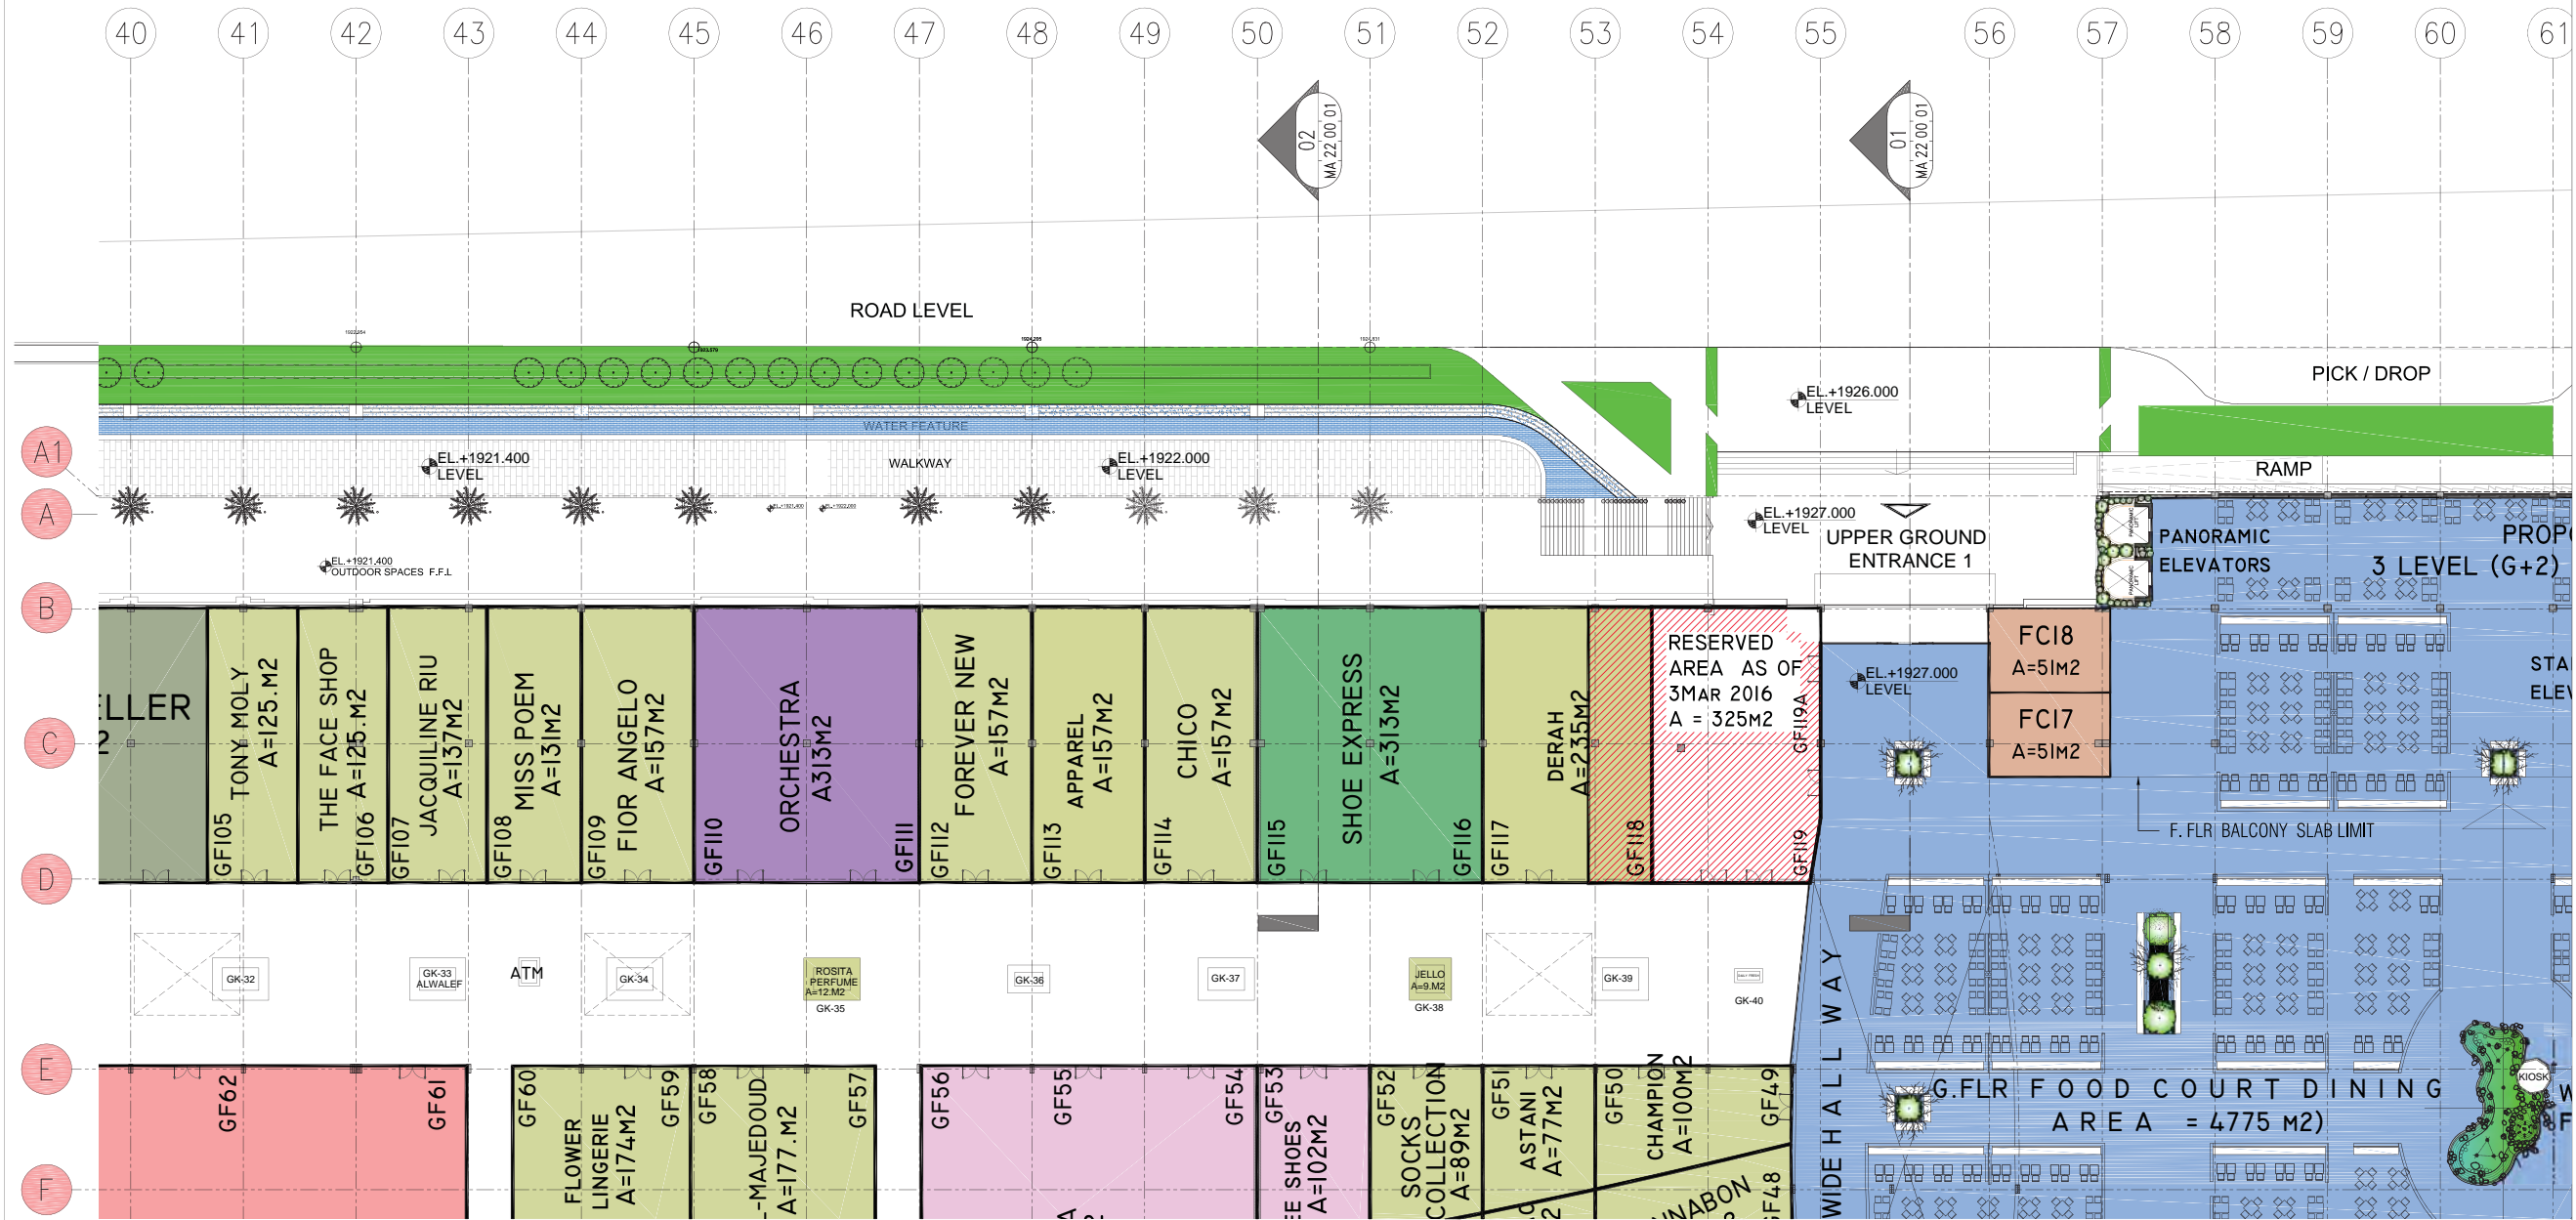 40 41 42 43 44 45 46 47 48 49 50 51 52 53 54 55 56 57 58 59 60 61
02
MA 22 00 01
01
MA 22 00 01
ROAD LEVEL
PICK / DROP
EL.+1926.000
LEVEL
WATER FEATURE
A1
EL.+1921.400
LEVEL
WALKWAY
EL.+1922.000
LEVEL
RAMP
A
EL.+1927.000
LEVEL
UPPER GROUND
ENTRANCE 1
PANORAMIC
ELEVATORS
3 LEVEL (G+2)
EL.+1921.400
OUTDOOR SPACES F.F.L
B
C
D
ELLER
2
GF105
TONY MOLY
A=125.M2
THE FACE SHOP
A=125.M2
GF106
GF107
JACQUILINE RIU
A=137M2
GF108
MISS POEM
A=131M2
GF109
FIOR ANGELO
A=157M2
GF110
ORCHESTRA
A313M2
GF111
GF112
FOREVER NEW
A=157M2
GF113
APPAREL
A=157M2
GF114
CHICO
A=157M2
GF115
SHOE EXPRESS
A=313M2
GF116
GF117
DERAH
A=235M2
GF118
RESERVED
AREA AS OF
3MAR 2016
A = 325M2
GF119A
GF119
EL.+1927.000
LEVEL
FC18
A=51M2
FC17
A=51M2
F. FLR BALCONY SLAB LIMIT
GK-32
GK-33
ALWALEF
ATM
GK-34
ROSITA
PERFUME
A=12.M2
GK-35
GK-36
GK-37
JELLO
A=9.M2
GK-38
GK-39
GK-40
WIDE HALL WAY
E
F
GF62
GF61
GF60
FLOWER
LINGERIE
A=174M2
GF59
GF58
L-MAJEDOUD
A=177.M2
GF57
GF56
GF55
GF54
GF53
EE SHOES
A=102M2
GF52
SOCKS
COLLECTION
A=89M2
GF51
ASTANI
A=77M2
GF50
CHAMPION
A=100M2
GF49
NNABON
GF48
G.FLR FOOD COURT DINING
AREA = 4775 M2)
KIOSK